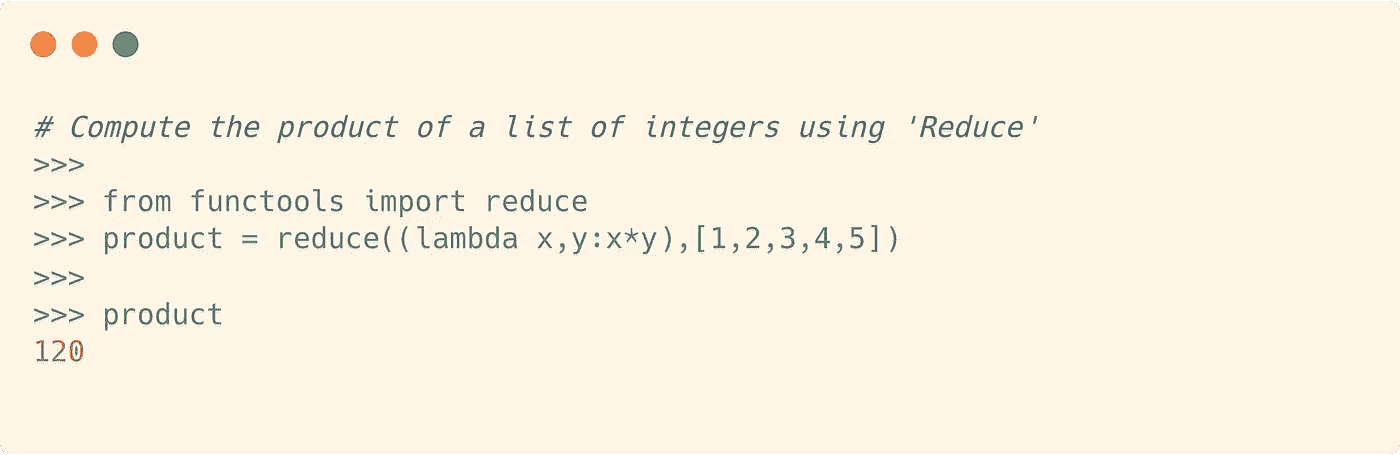 # Compute the product of a list of integers using 'Reduce'
>>>
>>> from functools import reduce
>>> product = reduce((lambda x,y:x*y),[1,2,3,4,5])
>>>
>>> product
120